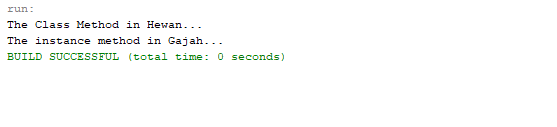 run:
The Class Method in Hewan...
The instance method in Gajah...
BUILD SUCCESSFUL (total time: 0 seconds)